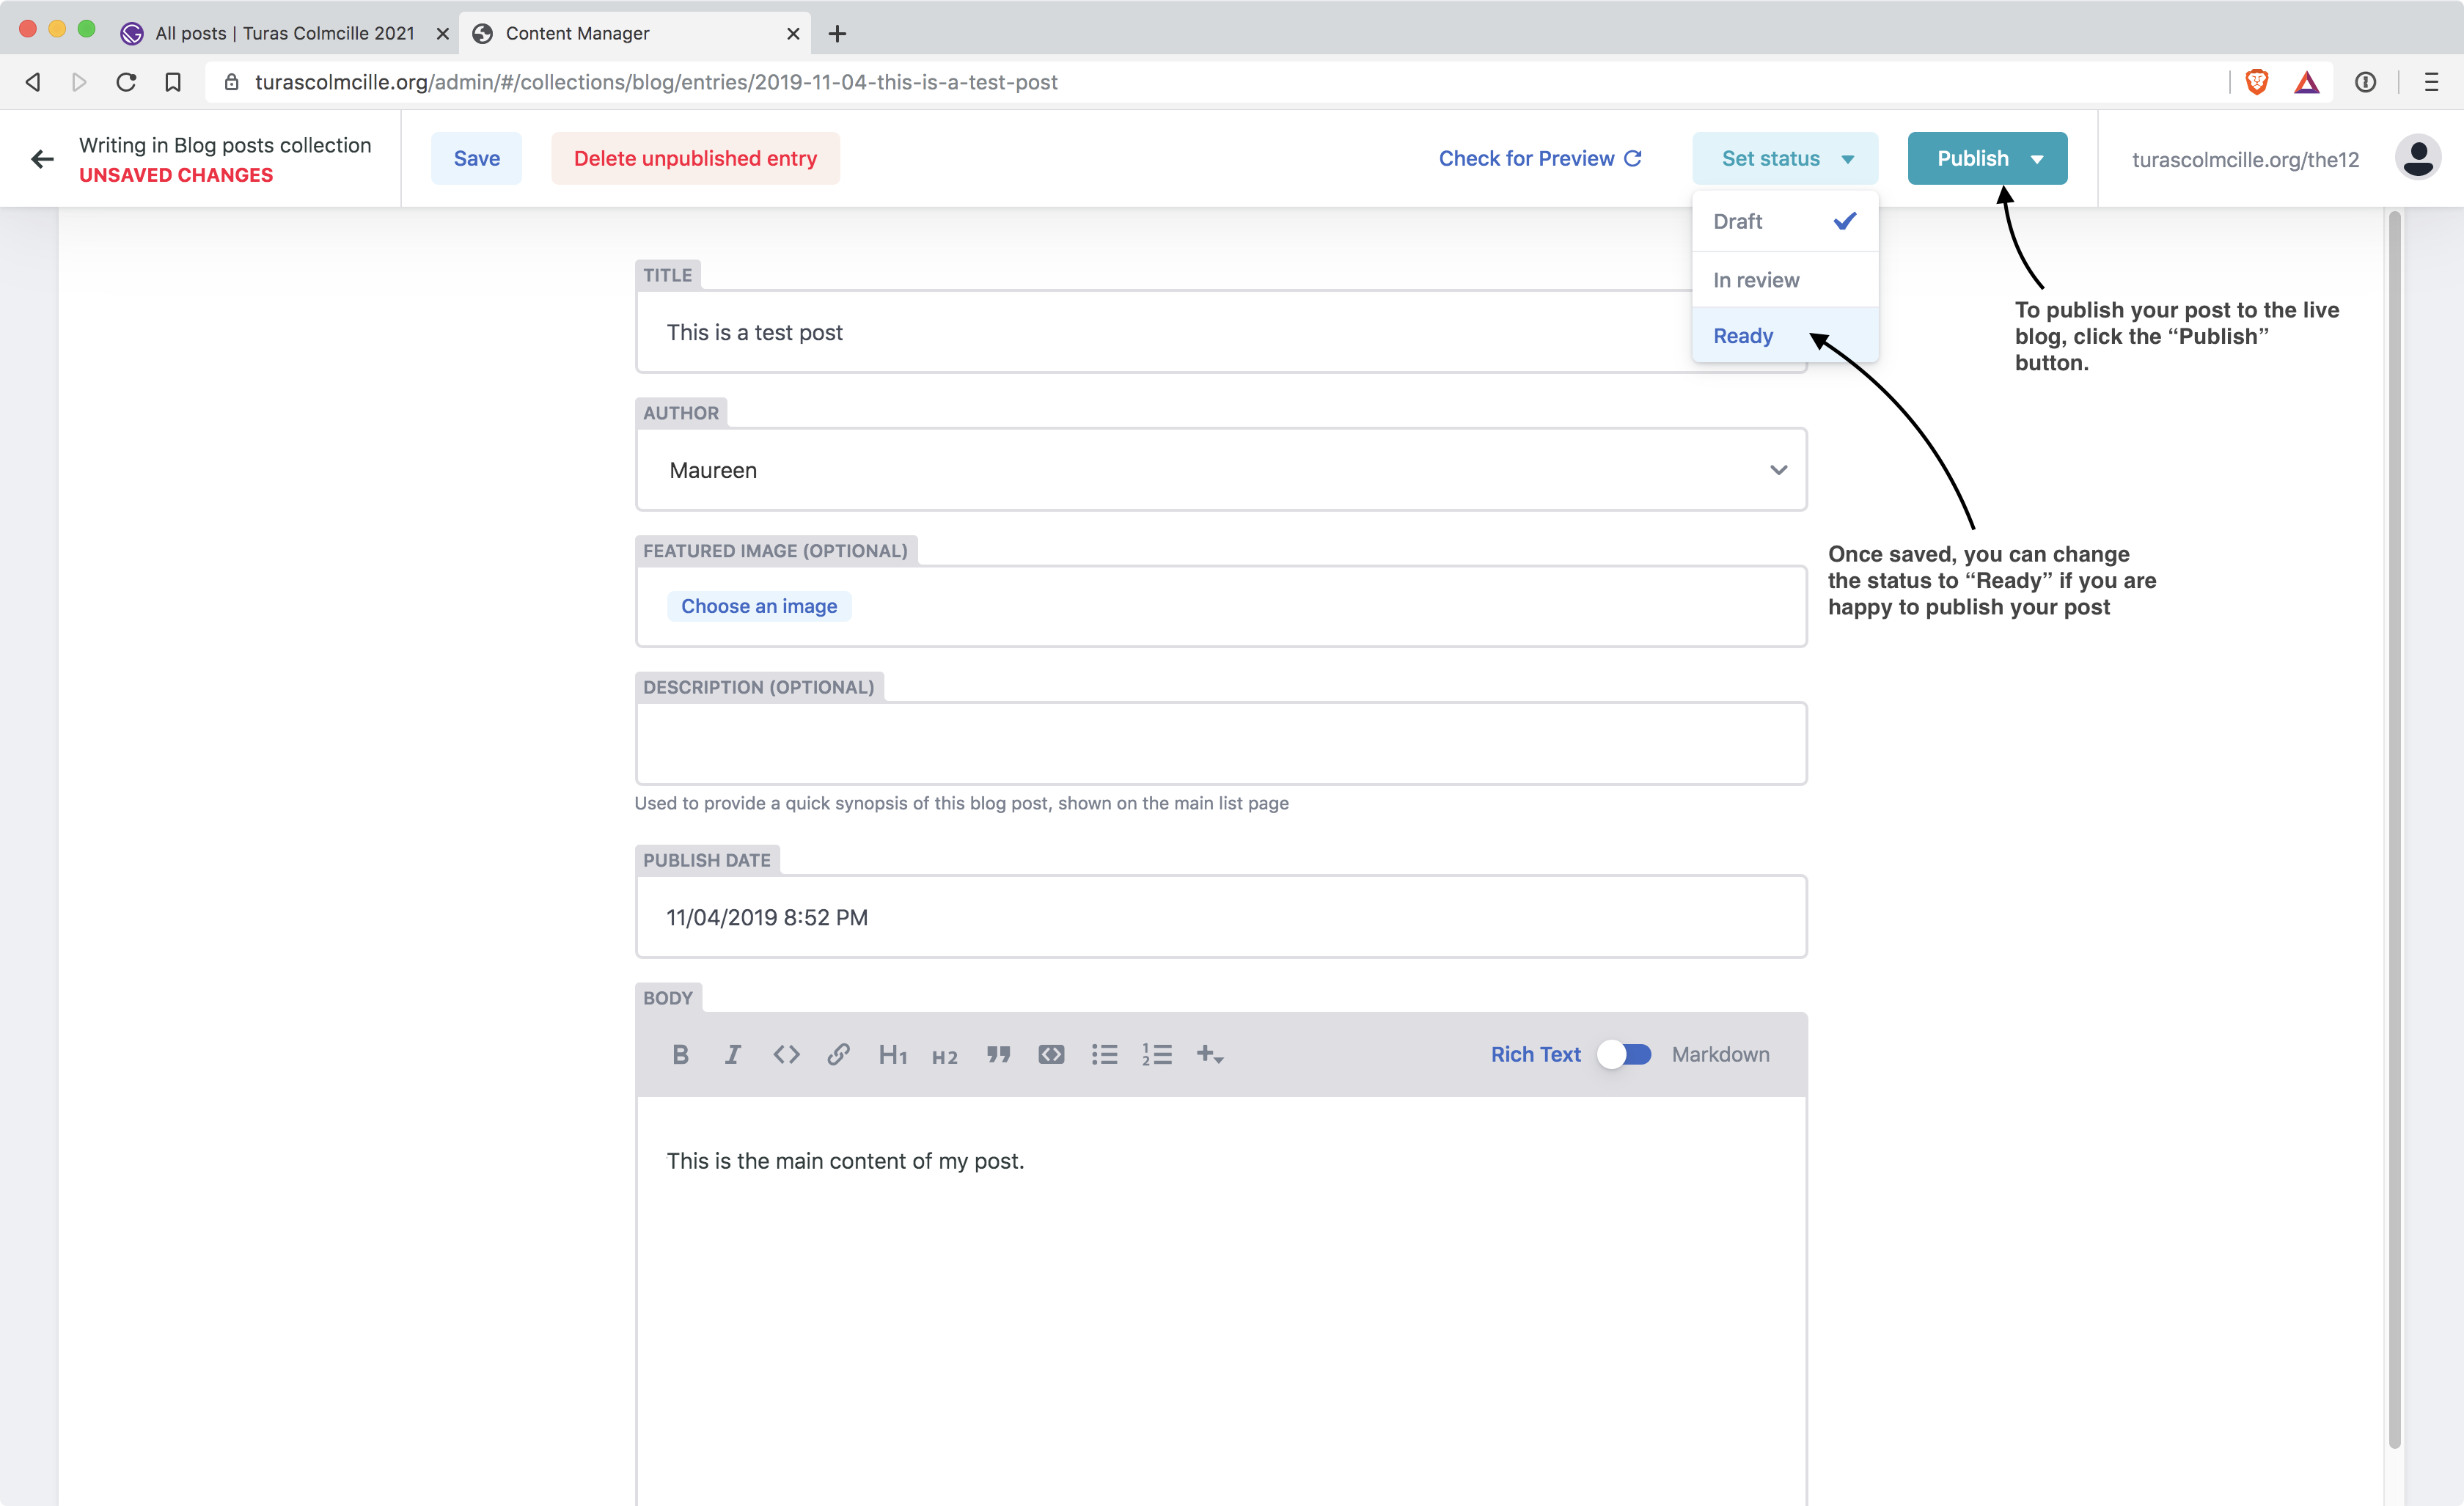 All posts | Turas Colmcille 2021
Content Manager
turascolmcille.org/admin/#/collections/blog/entries/2019-11-04-this-is-a-test-post
Writing in Blog posts collection
UNSAVED CHANGES
Save
Delete unpublished entry
Check for Preview
Set status
Publish
turascolmcille.org/the12
Draft
In review
Ready
To publish your post to the live
blog, click the “Publish”
button.
TITLE
This is a test post
AUTHOR
Maureen
FEATURED IMAGE (OPTIONAL)
Choose an image
Once saved, you can change
the status to “Ready” if you are
happy to publish your post
DESCRIPTION (OPTIONAL)
Used to provide a quick synopsis of this blog post, shown on the main list page
PUBLISH DATE
11/04/2019 8:52 PM
BODY
B I <> H1 H2
Rich Text
Markdown
This is the main content of my post.